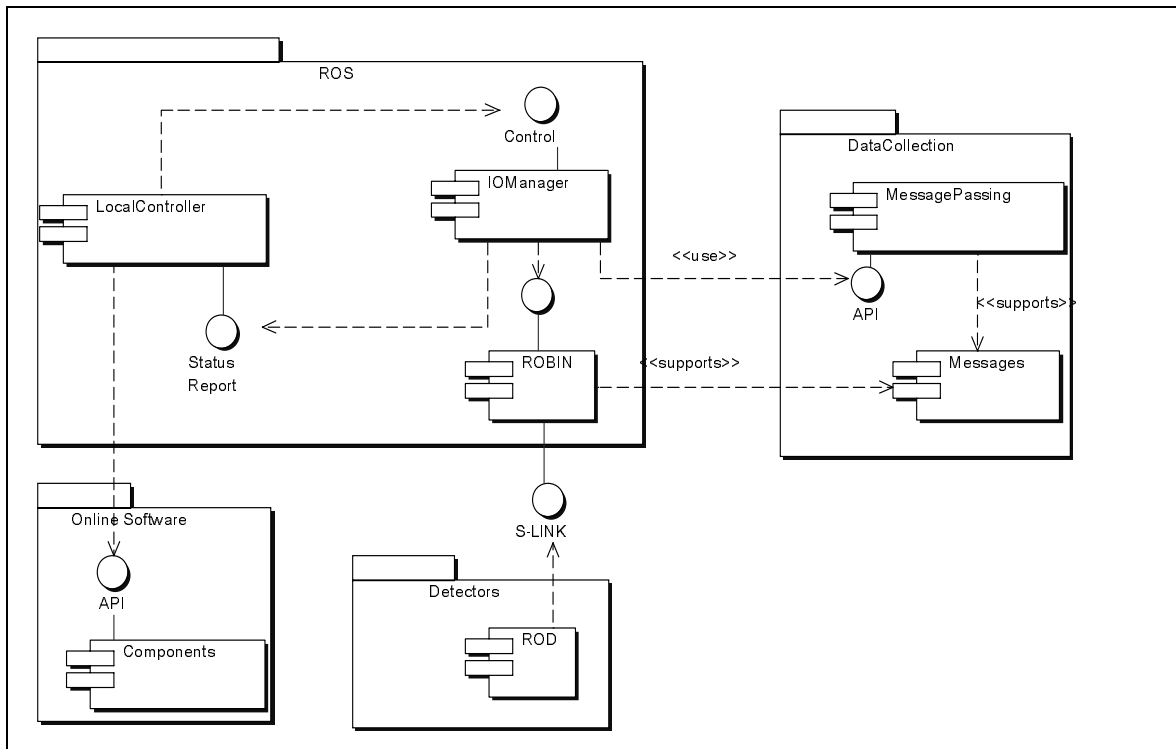 ROS
Control
DataCollection
LocalController
IOManager
MessagePassing
<<use>>
API
<<supports>>
Status
Report
ROBIN
<<supports>>
Messages
Online Software
S-LINK
API
Detectors
Components
ROD